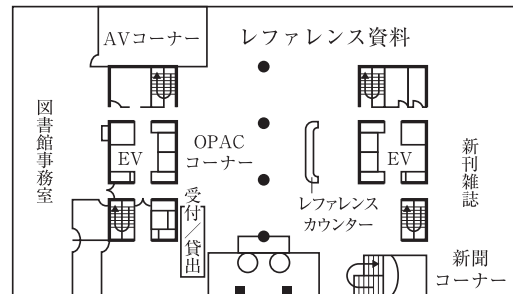 AVコーナー
レファレンス資料
図書館事務室
EV
OPAC
コーナー
EV
新刊雑誌
受付／貸出
レファレンス
カウンター
新聞
コーナー